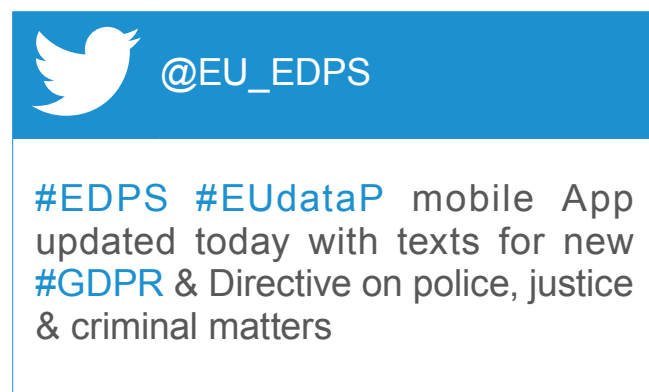 @EU_EDPS
#EDPS #EUdataP mobile App
updated today with texts for new
#GDPR & Directive on police, justice
& criminal matters